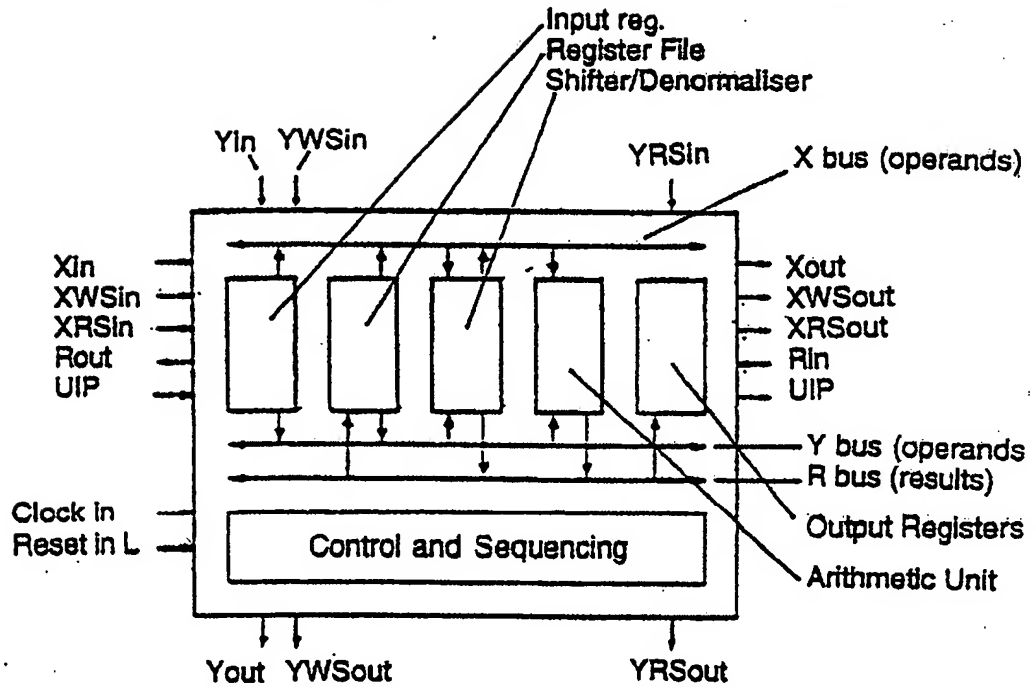 Input reg.
Register File
Shifter/Denormaliser
Yin YWSin
YRSin
X bus (operands)
Xin
XWSin
XRSin
Rout
UIP
Xout
XWSout
XRSout
Rin
UIP
Y bus (operands
R bus (results)
Clock in
Reset in L
Control and Sequencing
Output Registers
Arithmetic Unit
Yout YWSout
YRSout